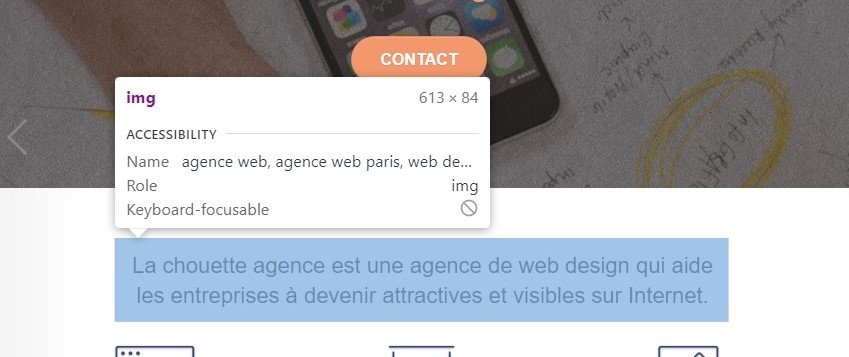 CONTACT
img 613 × 84
ACCESSIBILITY
Name agence web, agence web paris, web de...
Role img
Keyboard-focusable
La chouette agence est une agence de web design qui aide
les entreprises à devenir attractives et visibles sur Internet.